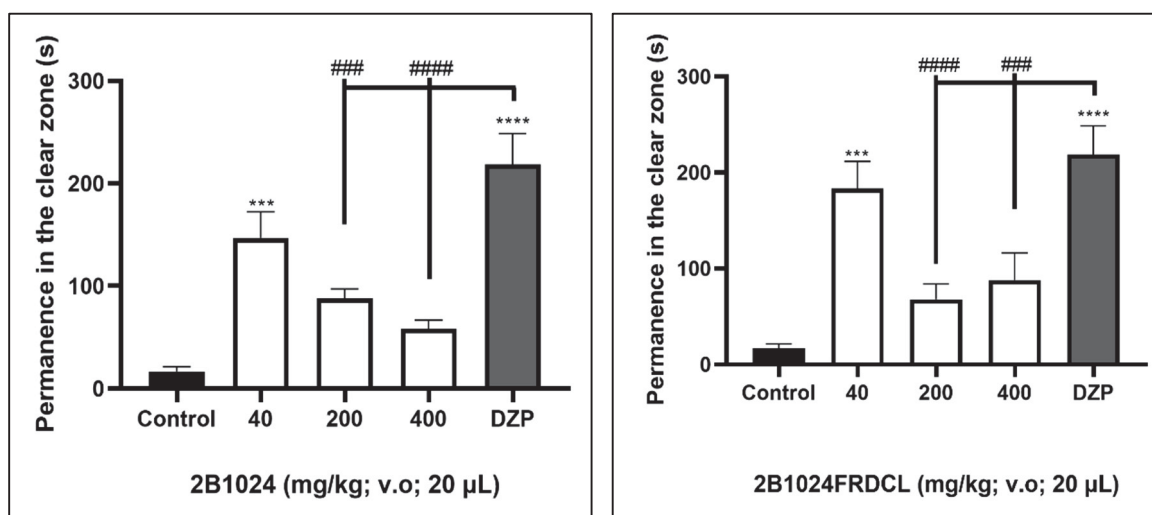 Permanence in the clear zone (s)
### ####
300
****
200
***
100
0
Control 40 200 400 DZP
2B1024 (mg/kg; v.o; 20 µL)
Permanence in the clear zone (s)
#### ###
300
****
***
200
100
0
Control 40 200 400 DZP
2B1024FRDCL (mg/kg; v.o; 20 µL)